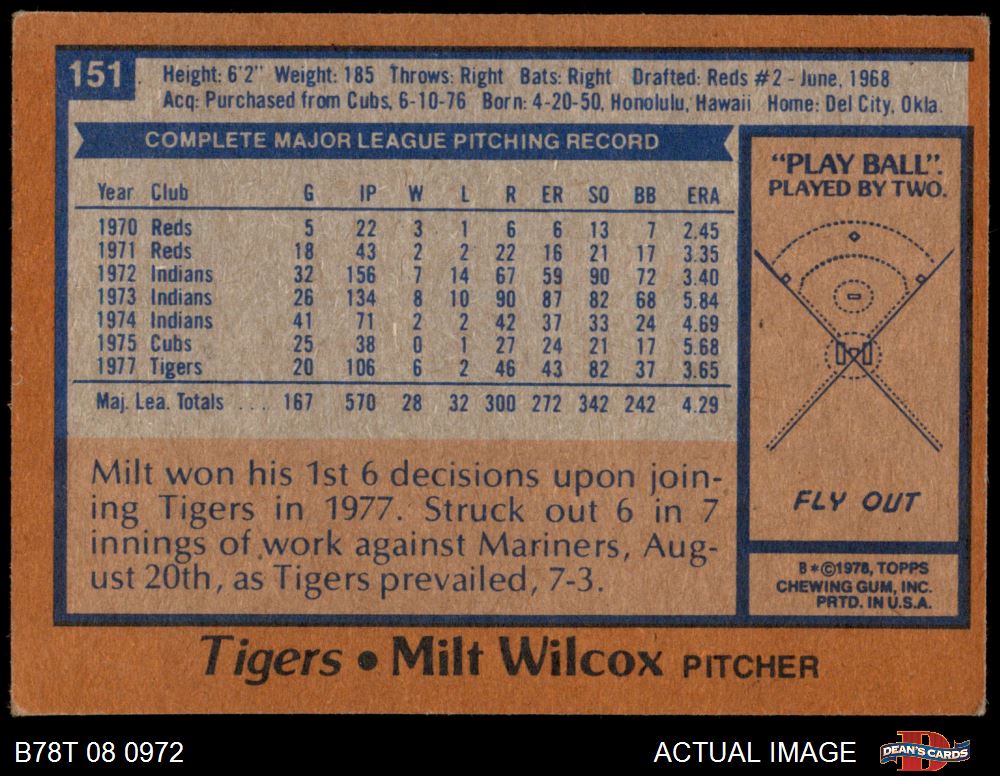 151
Height: 6'2" Weight: 185 Throws: Right Bats: Right Drafted: Reds #2 - June, 1968
Acq: Purchased from Cubs, 6-10-76 Born: 4-20-50, Honolulu, Hawaii Home: Del City, Okla.
COMPLETE MAJOR LEAGUE PITCHING RECORD
Year Club G IP W L R ER SO BB ERA
1970 Reds 5 22 3 1 6 6 13 7 2.45
1971 Reds 18 43 2 2 22 16 21 17 3.35
1972 Indians 32 156 7 14 67 59 90 72 3.40
1973 Indians 26 134 8 10 90 87 82 68 5.84
1974 Indians 41 71 2 2 42 37 33 24 4.69
1975 Cubs 25 38 0 1 27 24 21 17 5.68
1977 Tigers 20 106 6 2 46 43 82 37 3.65
Maj. Lea. Totals ... 167 570 28 32 300 272 342 242 4.29
Milt won his 1st 6 decisions upon join-
ing Tigers in 1977. Struck out 6 in 7
innings of work against Mariners, Aug-
ust 20th, as Tigers prevailed, 7-3.
"PLAY BALL".
PLAYED BY TWO.
FLY OUT
B*©1978, TOPPS
CHEWING GUM, INC.
PRTD. IN U.S.A.
Tigers • Milt Wilcox PITCHER
B78T 08 0972
ACTUAL IMAGE
DEAN'S CARDS